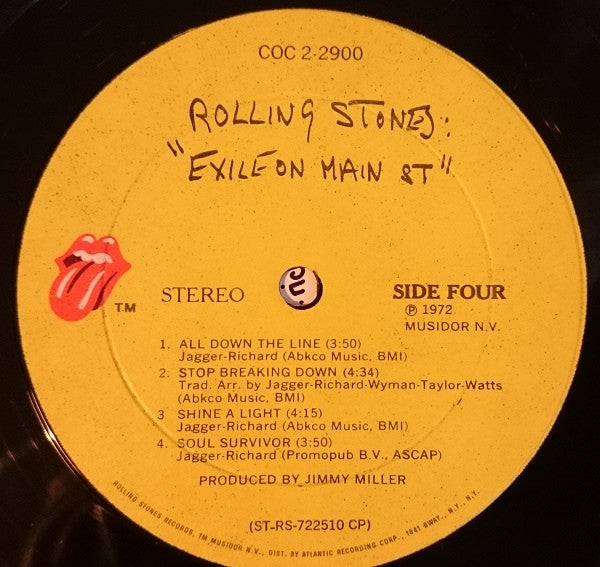 COC 2-2900
ROLLING STONES:
"EXILE ON MAIN ST"
TM
STEREO
SIDE FOUR
℗ 1972
MUSIDOR N.V.
1. ALL DOWN THE LINE (3:50)
Jagger-Richard (Abkco Music, BMI)
2. STOP BREAKING DOWN (4:34)
Trad. Arr. by Jagger-Richard-Wyman-Taylor-Watts
(Abkco Music, BMI)
3 SHINE A LIGHT (4:15)
Jagger-Richard (Abkco Music, BMI)
4. SOUL SURVIVOR (3:50)
Jagger-Richard (Promopub B.V., ASCAP)
PRODUCED BY JIMMY MILLER
(ST-RS-722510 CP)
ROLLING STONES RECORDS, TM MUSIDOR N.V., DIST. BY ATLANTIC RECORDING CORP., 1841 BWAY., N.Y., N.Y.